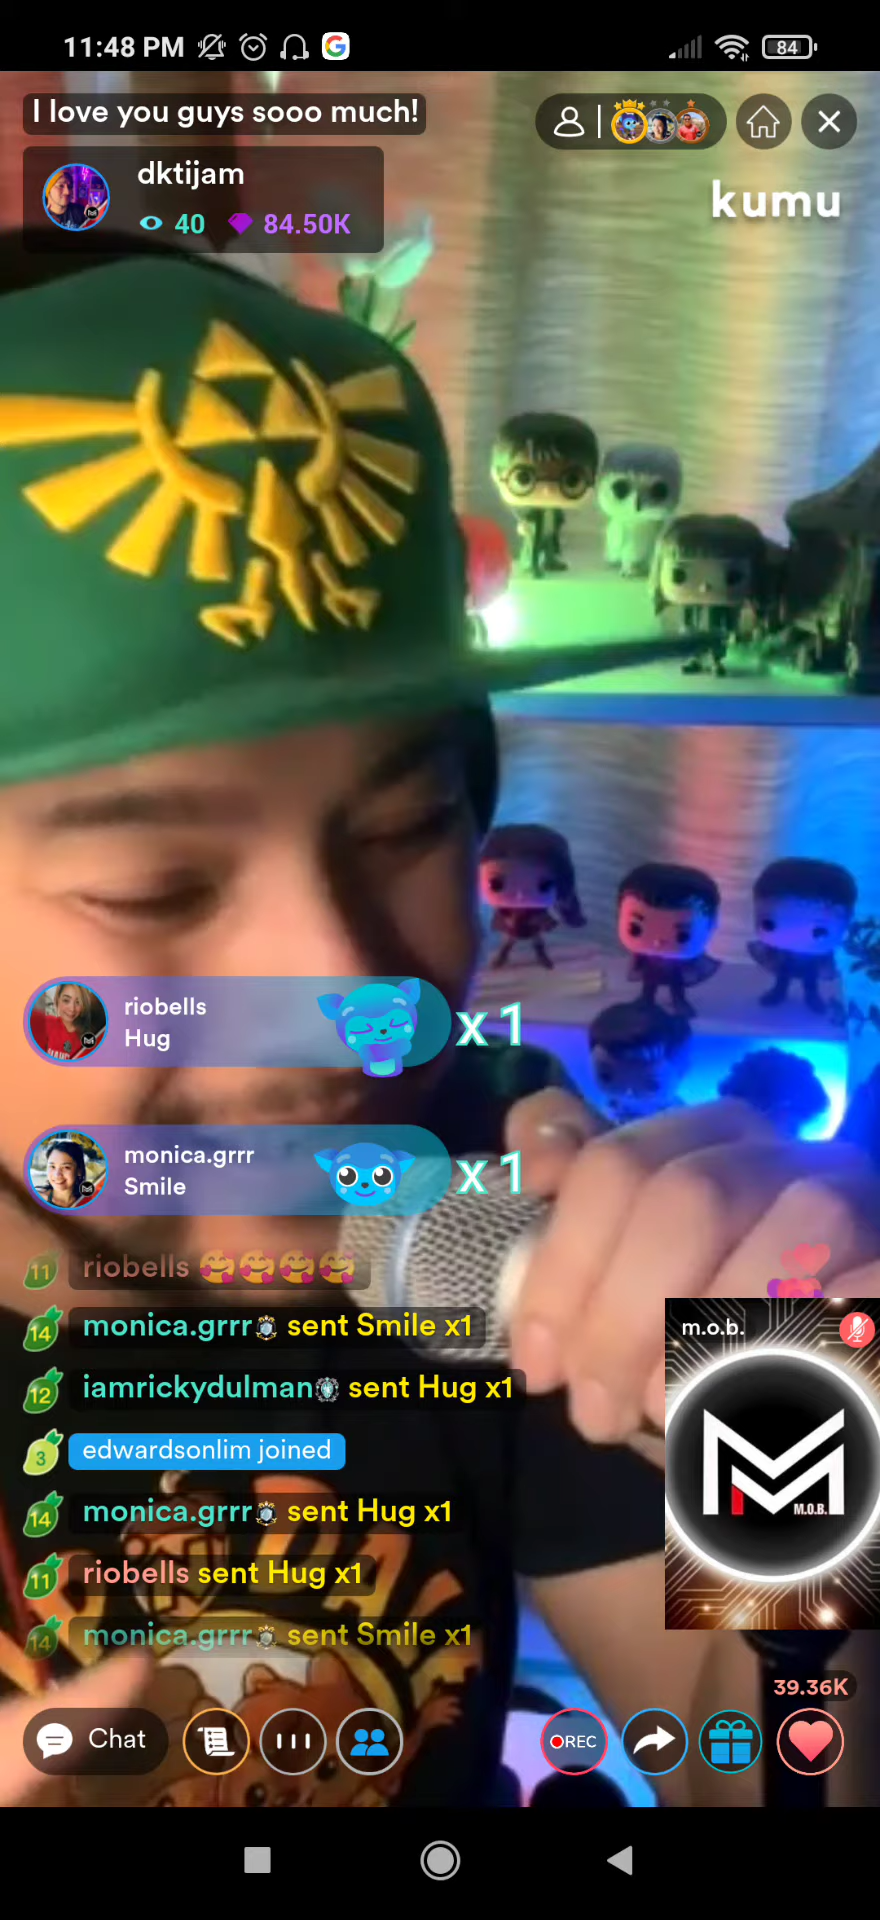 11:48 PM
84
I love you guys sooo much!
dktijam
40 84.50K
kumu
riobells
Hug
x 1
monica.grrr
Smile
x 1
11 riobells 🥰🥰🥰🥰
14 monica.grrr sent Smile x1
12 iamrickydulman sent Hug x1
3 edwardsonlim joined
14 monica.grrr sent Hug x1
11 riobells sent Hug x1
14 monica.grrr sent Smile x1
m.o.b.
M.O.B.
39.36K
Chat
REC